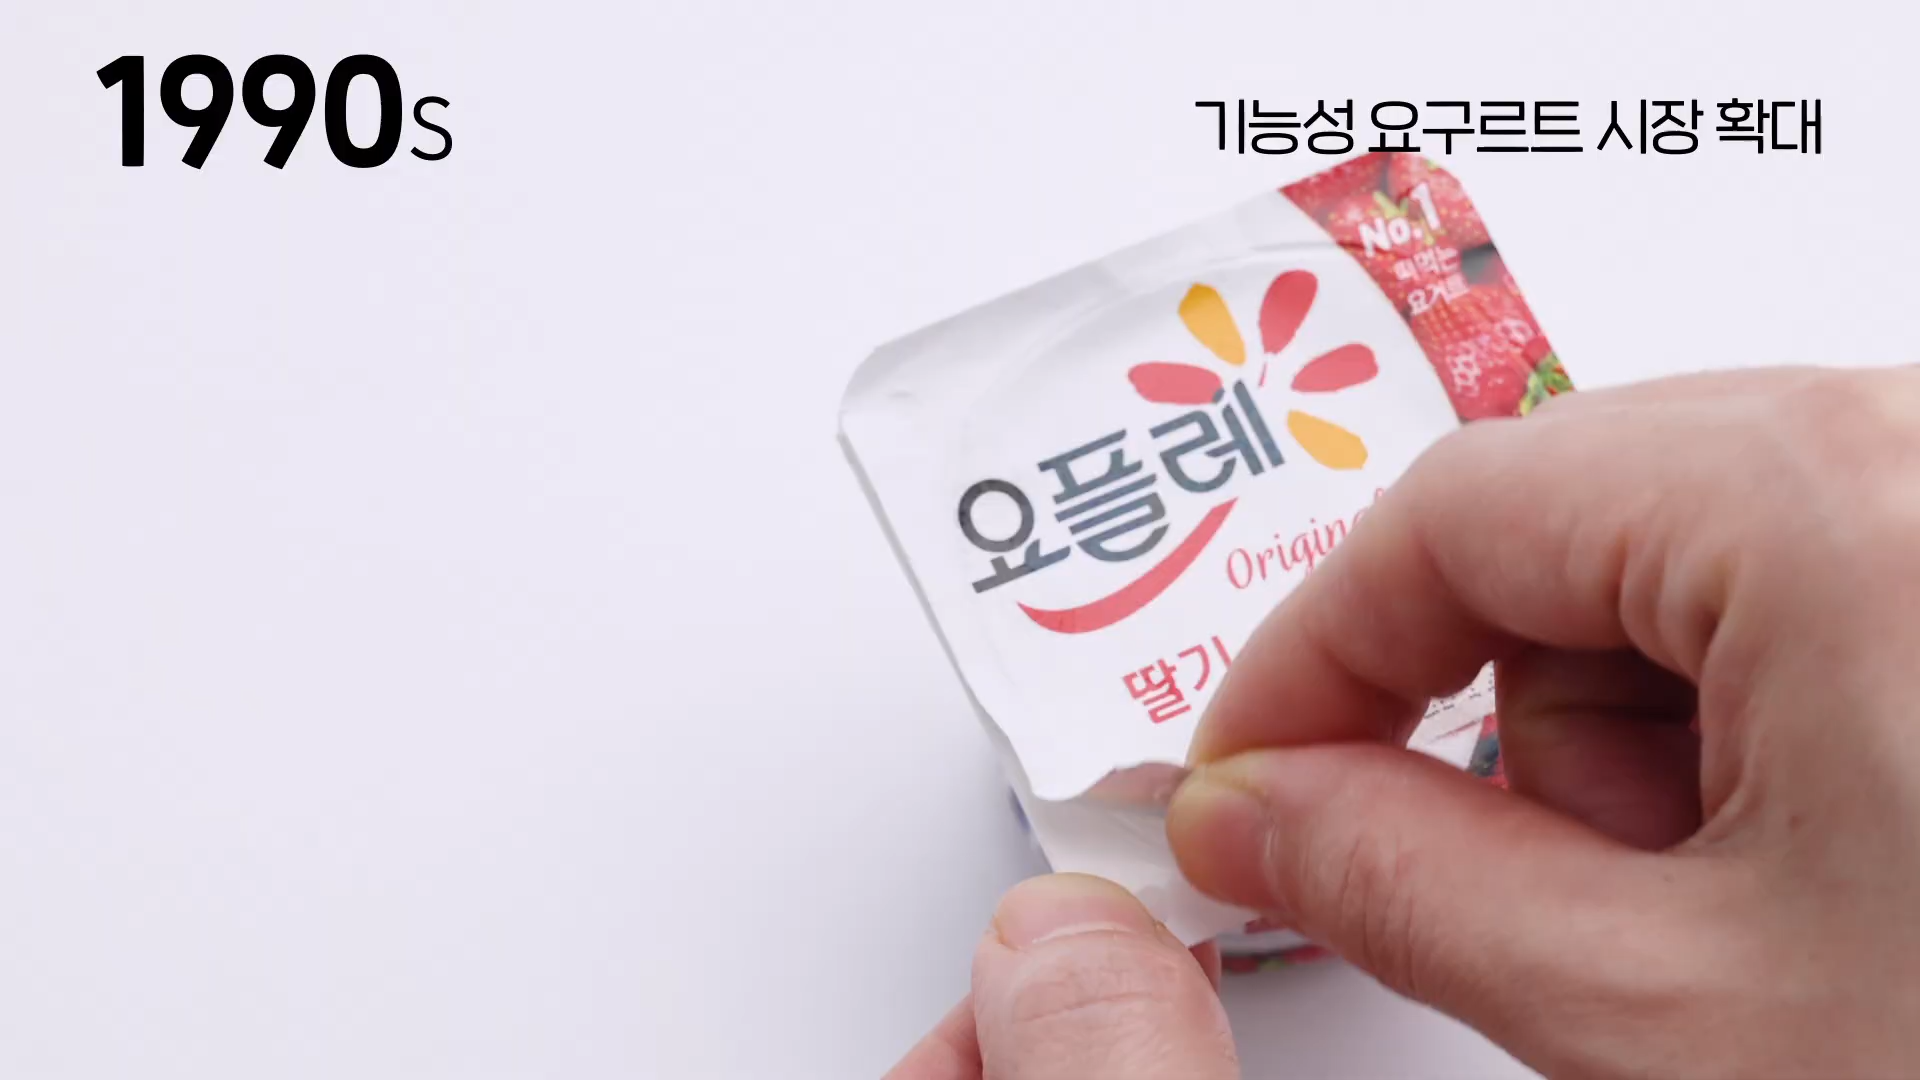 1990s
기능성 요구르트 시장 확대
No.1
떠먹는
요거트
요플레
Origina
딸기